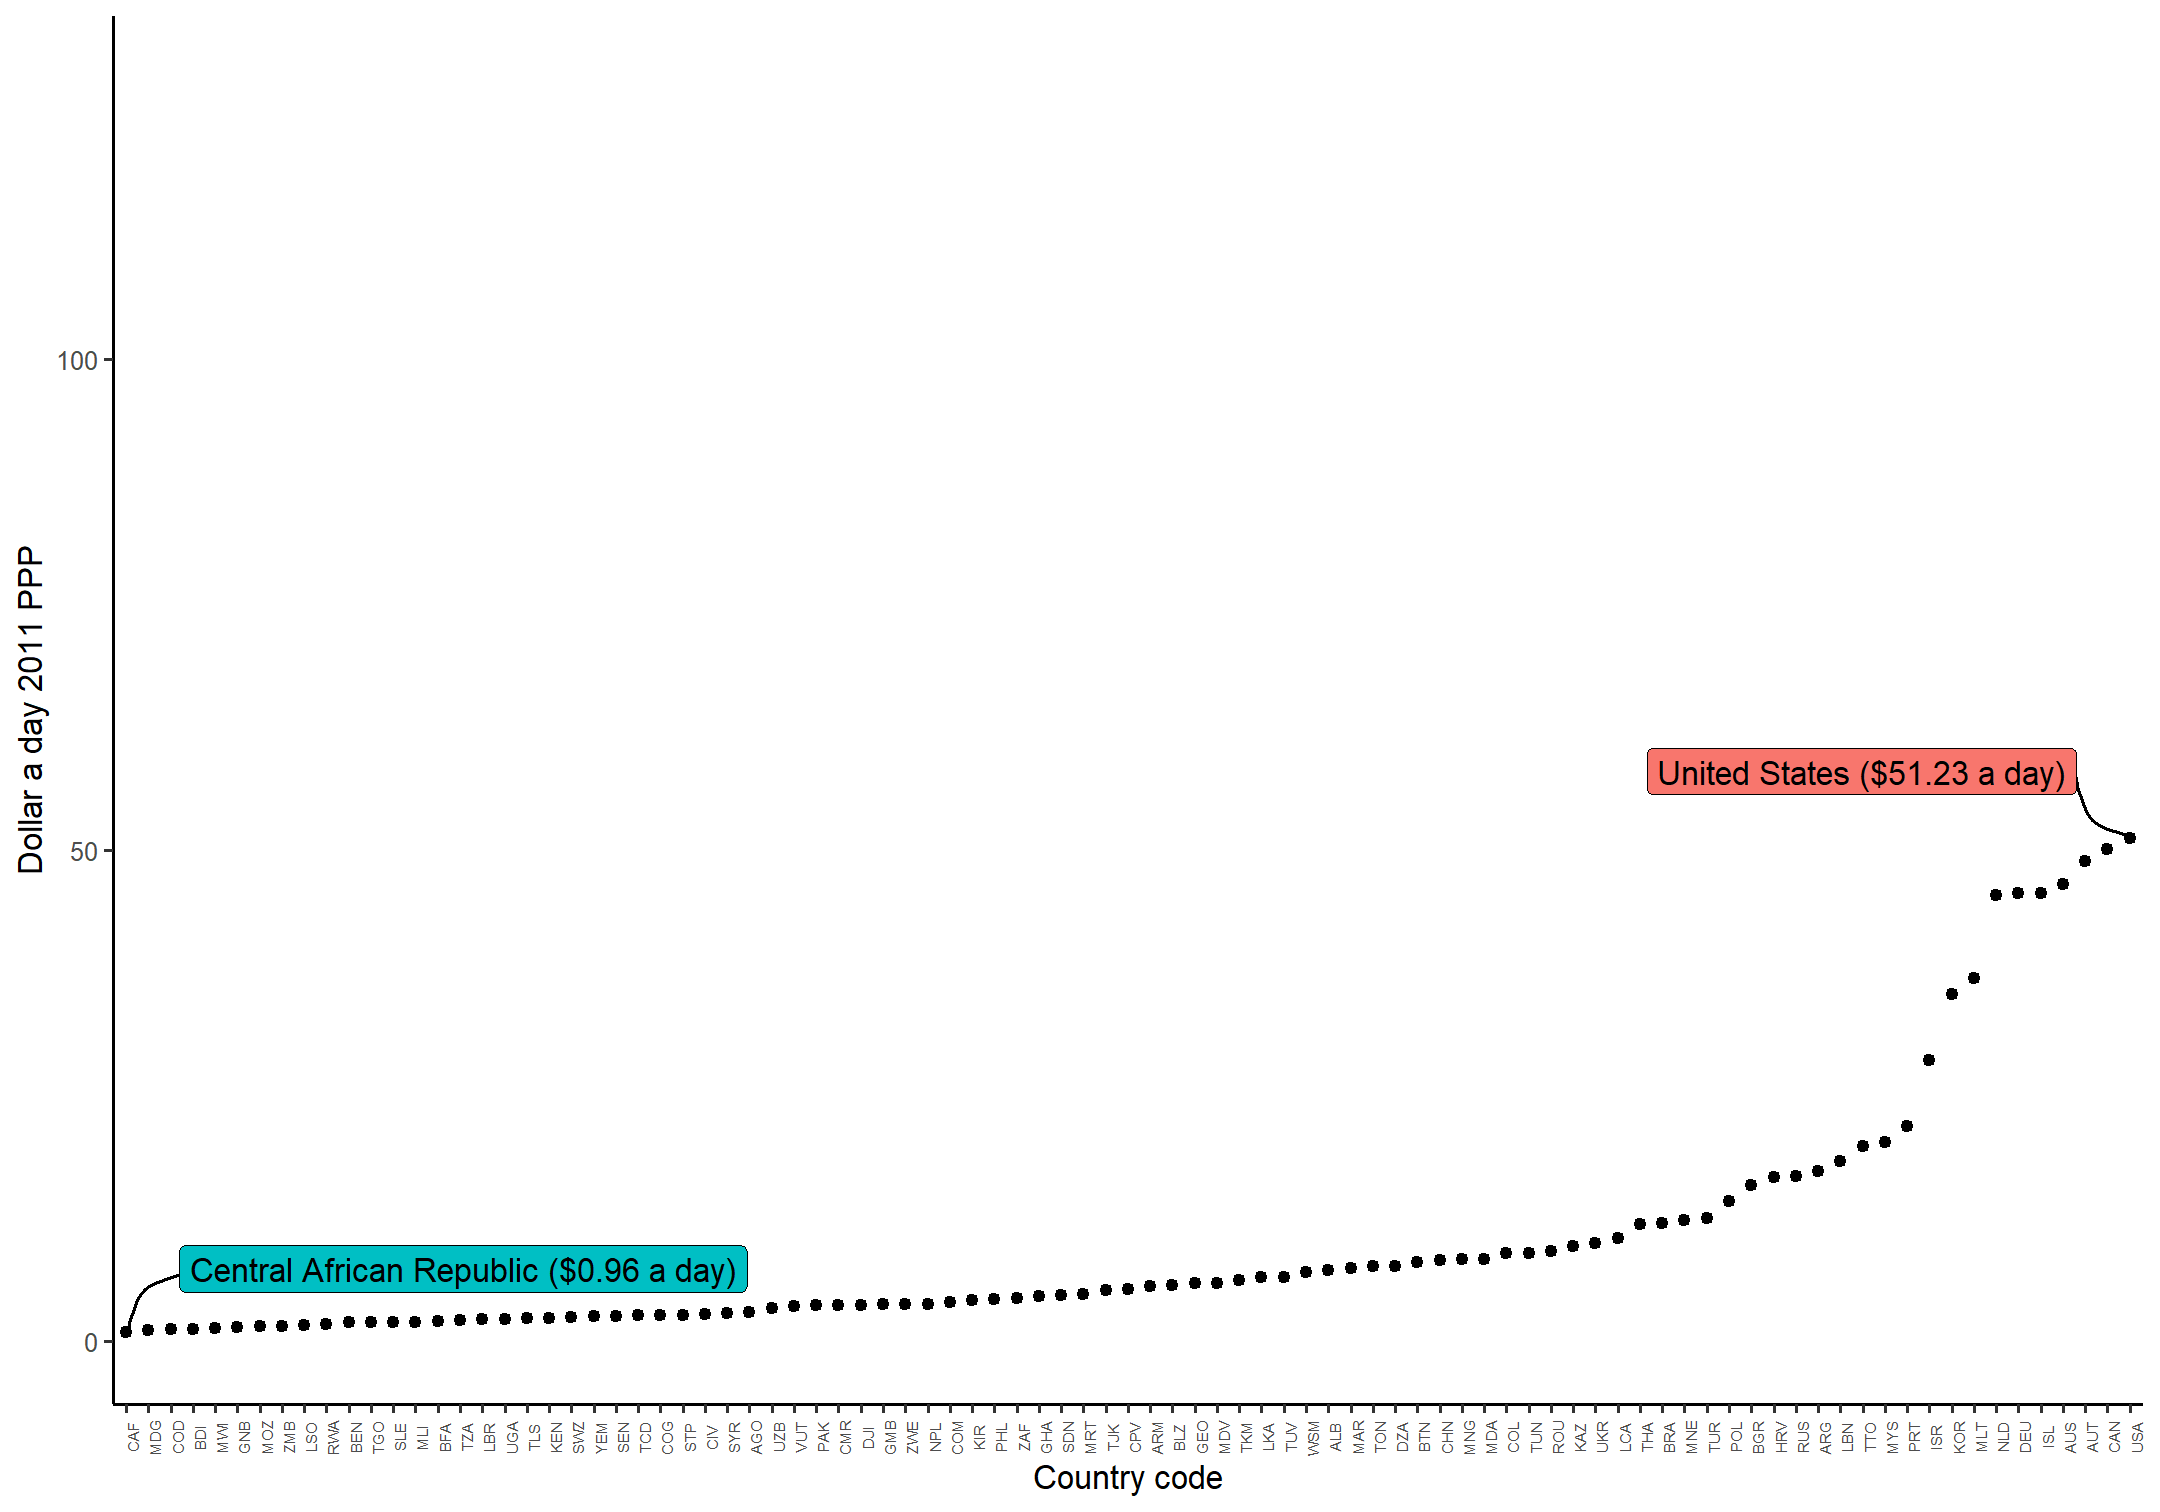 Dollar a day 2011 PPP
100
50
0
United States ($51.23 a day)
Central African Republic ($0.96 a day)
CAF MDG COD BDI MWI GNB MOZ ZMB LSO RWA BEN TGO SLE MLI BFA TZA LBR UGA TLS KEN SWZ YEM SEN TCD COG STP CIV SYR AGO UZB VUT PAK CMR DJI GMB ZWE NPL COM KIR PHL ZAF GHA SDN MRT TJK CPV ARM BLZ GEO MDV TKM LKA TUV WSM ALB MAR TON DZA BTN CHN MNG MDA COL TUN ROU KAZ UKR LCA THA BRA MNE TUR POL BGR HRV RUS ARG LBN TTO MYS PRT ISR KOR MLT NLD DEU ISL AUS AUT CAN USA
Country code